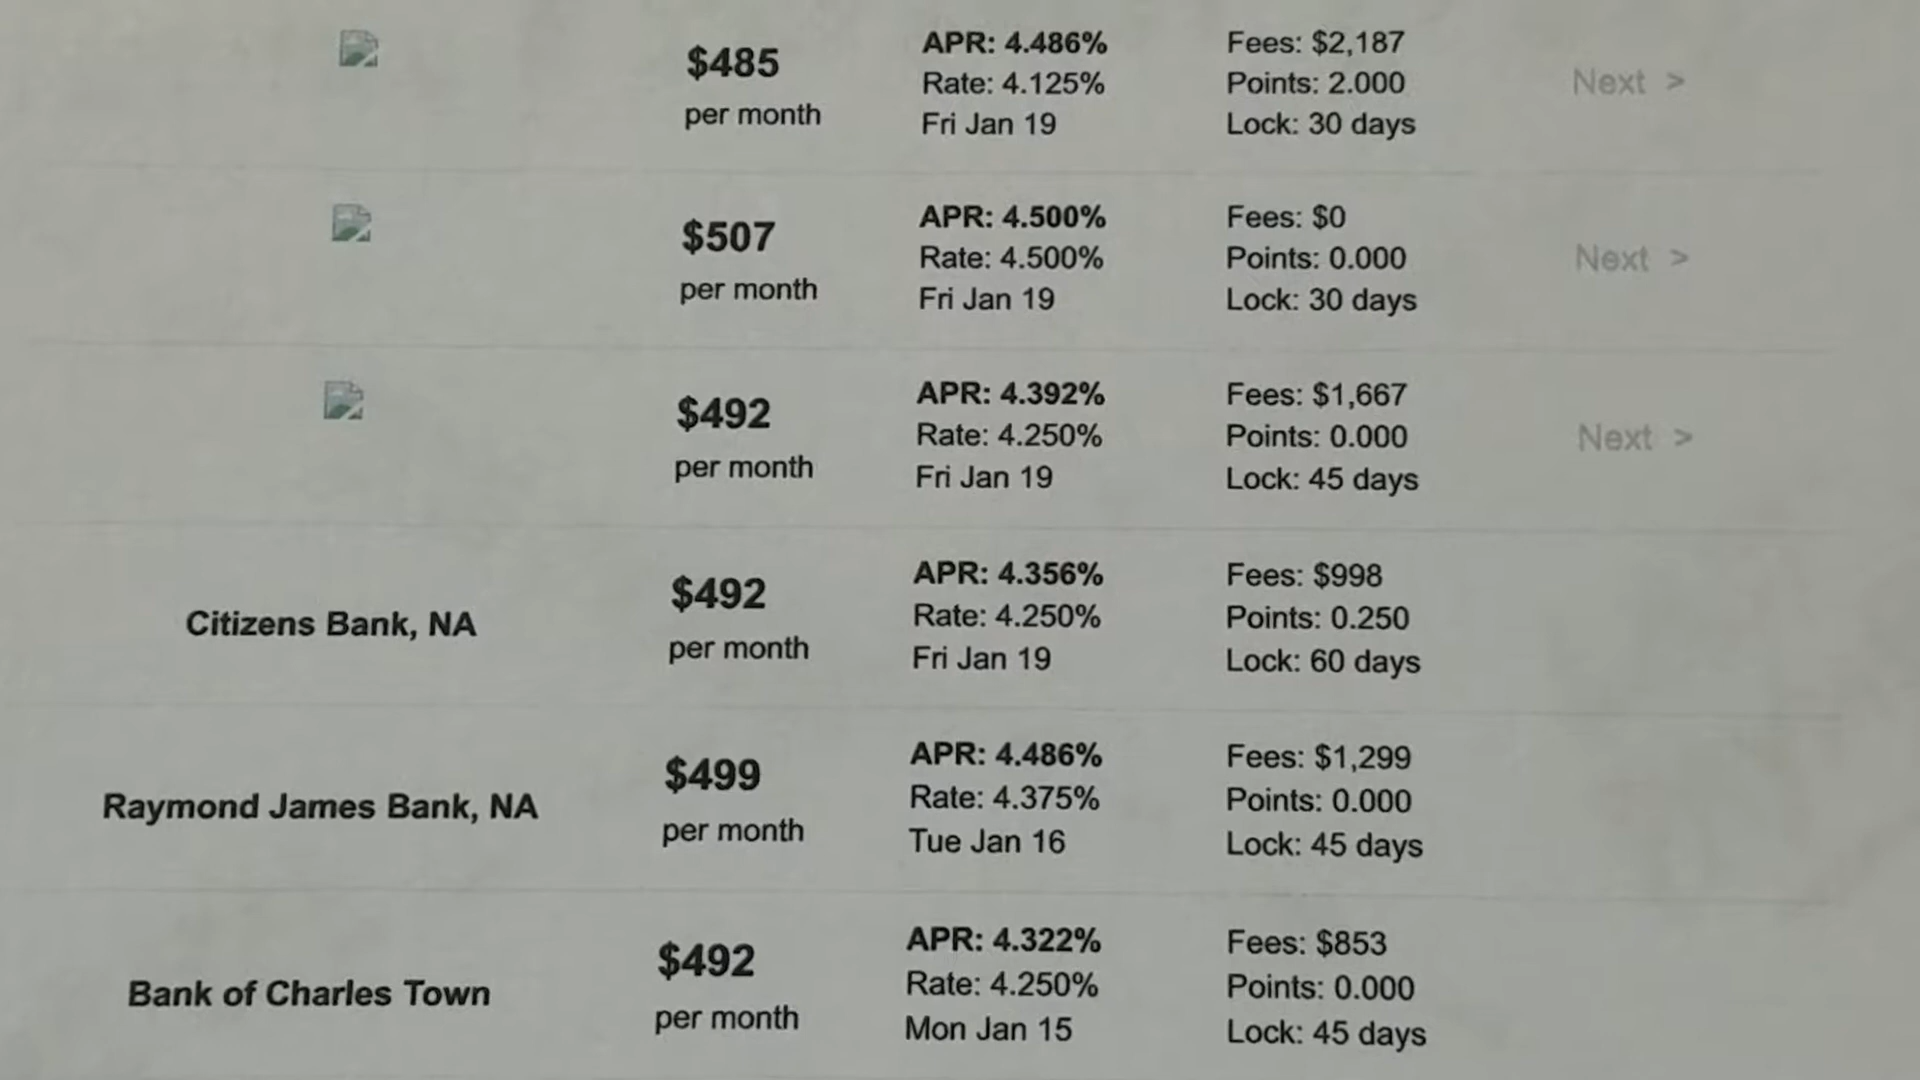 $485
per month
APR: 4.486%
Rate: 4.125%
Fri Jan 19
Fees: $2,187
Points: 2.000
Lock: 30 days
Next >
$507
per month
APR: 4.500%
Rate: 4.500%
Fri Jan 19
Fees: $0
Points: 0.000
Lock: 30 days
Next >
$492
per month
APR: 4.392%
Rate: 4.250%
Fri Jan 19
Fees: $1,667
Points: 0.000
Lock: 45 days
Next >
Citizens Bank, NA
$492
per month
APR: 4.356%
Rate: 4.250%
Fri Jan 19
Fees: $998
Points: 0.250
Lock: 60 days
Raymond James Bank, NA
$499
per month
APR: 4.486%
Rate: 4.375%
Tue Jan 16
Fees: $1,299
Points: 0.000
Lock: 45 days
Bank of Charles Town
$492
per month
APR: 4.322%
Rate: 4.250%
Mon Jan 15
Fees: $853
Points: 0.000
Lock: 45 days